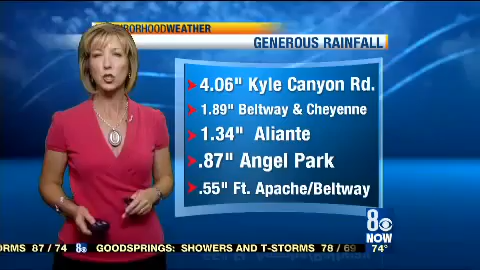 NEIGHBORHOODWEATHER
GENEROUS RAINFALL
4.06" Kyle Canyon Rd.
1.89" Beltway & Cheyenne
1.34" Aliante
.87" Angel Park
.55" Ft. Apache/Beltway
8
NOW
ORMS 87 / 74 8 GOODSPRINGS: SHOWERS AND T-STORMS 78 / 69 74°